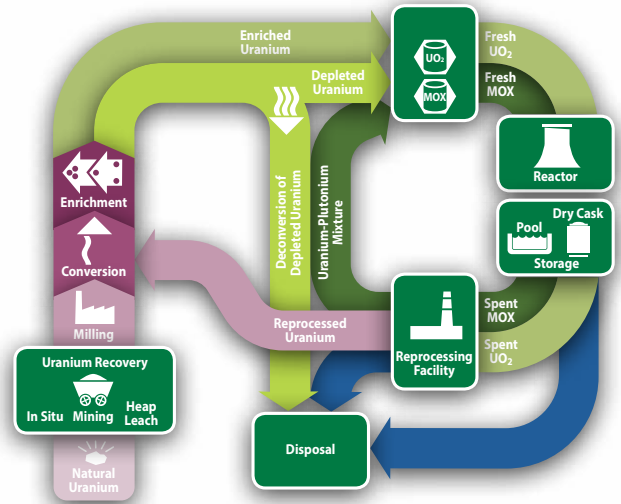 Enriched
Uranium
Depleted
Uranium
UO₂
MOX
Fresh
UO₂
Fresh
MOX
Reactor
Dry Cask
Pool
Storage
Enrichment
Conversion
Milling
Uranium Recovery
In Situ
Mining
Heap
Leach
Natural
Uranium
Deconversion of
Depleted Uranium
Uranium-Plutonium
Mixture
Reprocessed
Uranium
Reprocessing
Facility
Spent
MOX
Spent
UO₂
Disposal